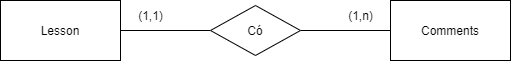 Lesson
(1,1)
Có
(1,n)
Comments